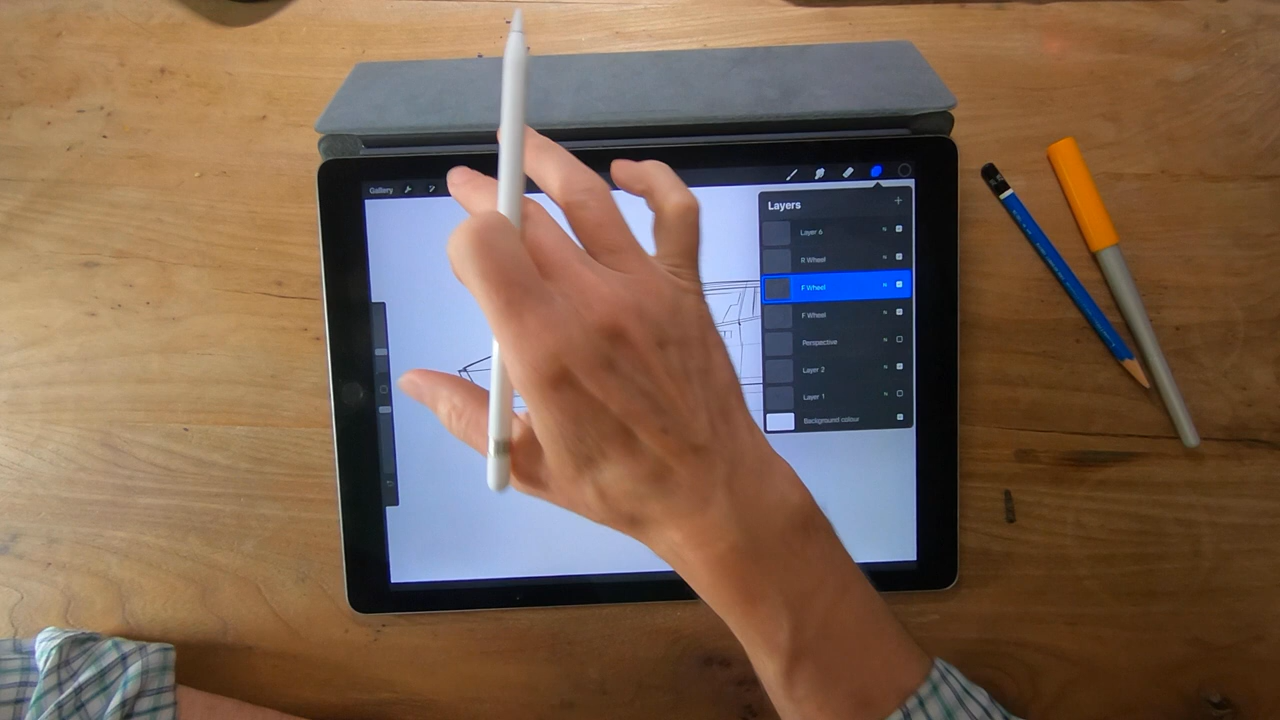 Gallery
Layers
Layer 6 N
R Wheel N
F Wheel N
F Wheel N
Perspective N
Layer 2 N
Layer 1 N
Background colour